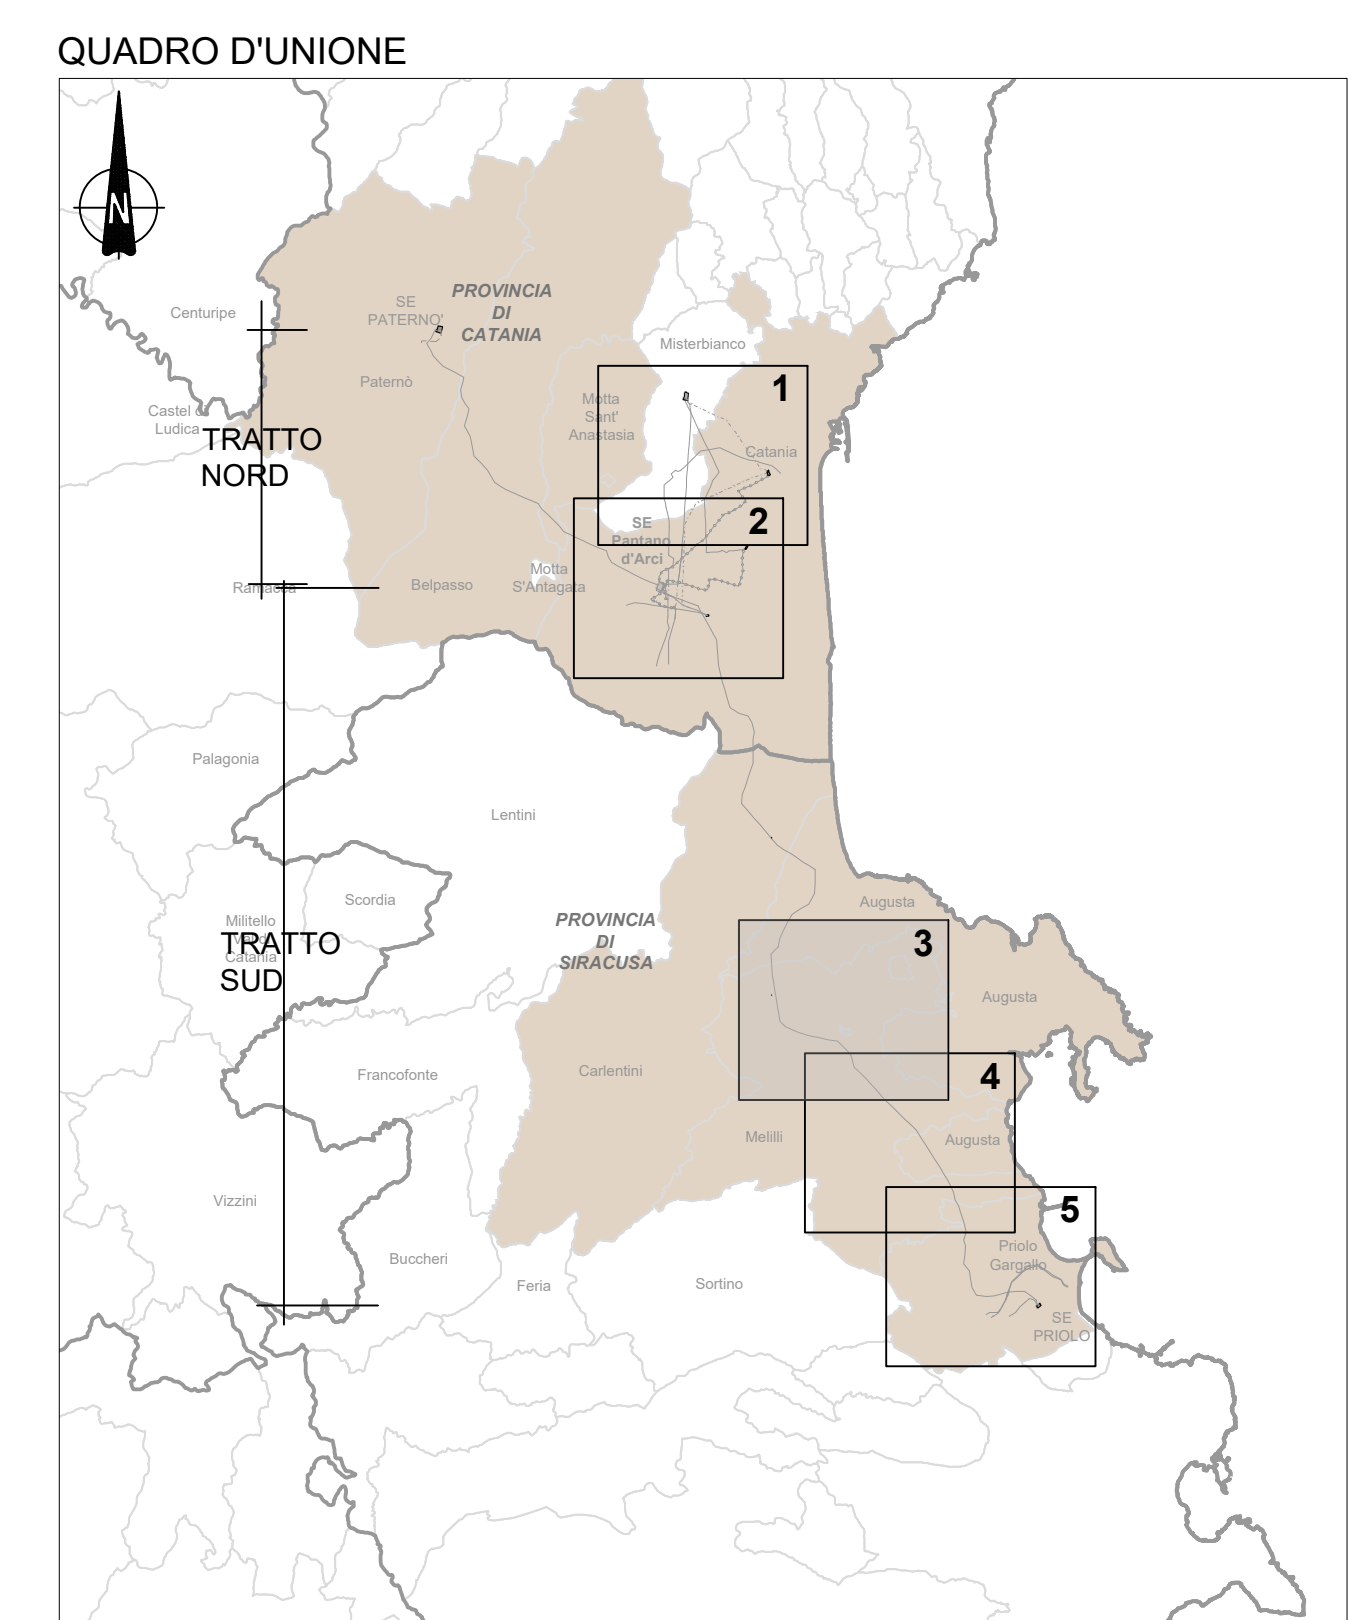 QUADRO D'UNIONE
N
PROVINCIA
DI
CATANIA
SE
PATERNO'
Centuripe
Misterbianco
Paternò
1
Castel di
Ludica
Motta
Sant'
Anastasia
TRATTO
NORD
Catania
2
SE
Pantano
d'Arci
Motta
S'Antagata
Ramacca
Belpasso
Palagonia
Lentini
Scordia
Augusta
PROVINCIA
DI
SIRACUSA
3
Militello
Catania
TRATTO
SUD
Augusta
Carlentini
Francofonte
4
Melilli
Augusta
Vizzini
5
Priolo
Gargallo
Buccheri
Feria
Sortino
SE
PRIOLO